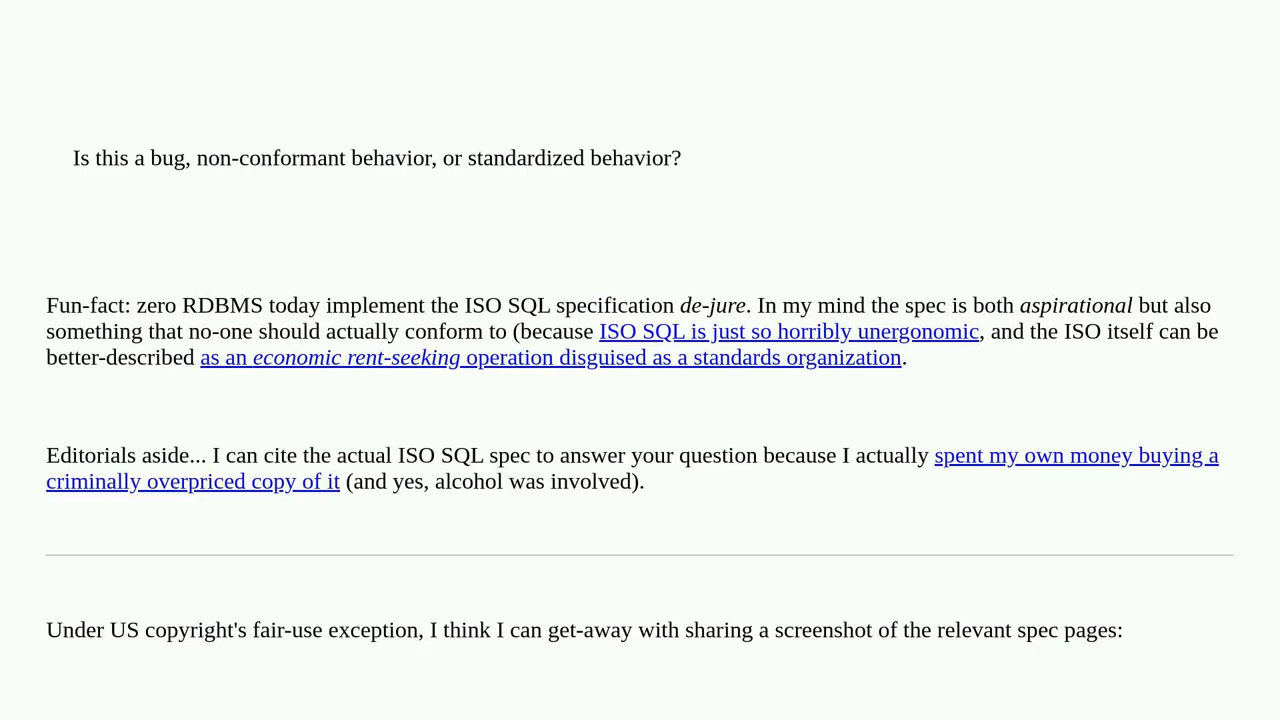 Is this a bug, non-conformant behavior, or standardized behavior?
Fun-fact: zero RDBMS today implement the ISO SQL specification de-jure. In my mind the spec is both aspirational but also
something that no-one should actually conform to (because ISO SQL is just so horribly unergonomic, and the ISO itself can be
better-described as an economic rent-seeking operation disguised as a standards organization.
Editorials aside... I can cite the actual ISO SQL spec to answer your question because I actually spent my own money buying a
criminally overpriced copy of it (and yes, alcohol was involved).
Under US copyright's fair-use exception, I think I can get-away with sharing a screenshot of the relevant spec pages: